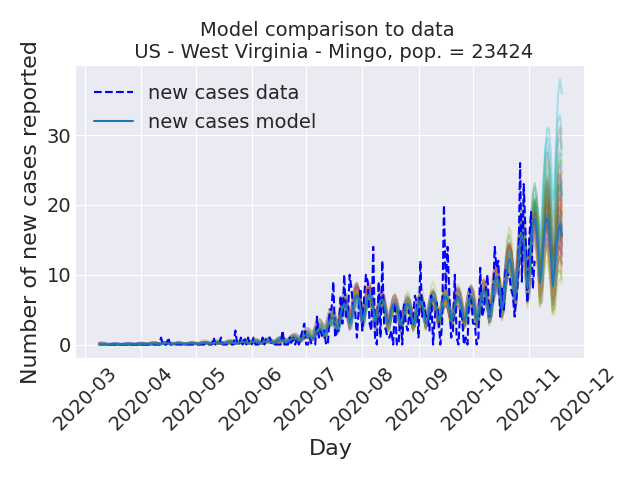 Model comparison to data
US - West Virginia - Mingo, pop. = 23424
Number of new cases reported
new cases data
new cases model
30
20
10
0
2020-03
2020-04
2020-05
2020-06
2020-07
2020-08
2020-09
2020-10
2020-11
2020-12
Day